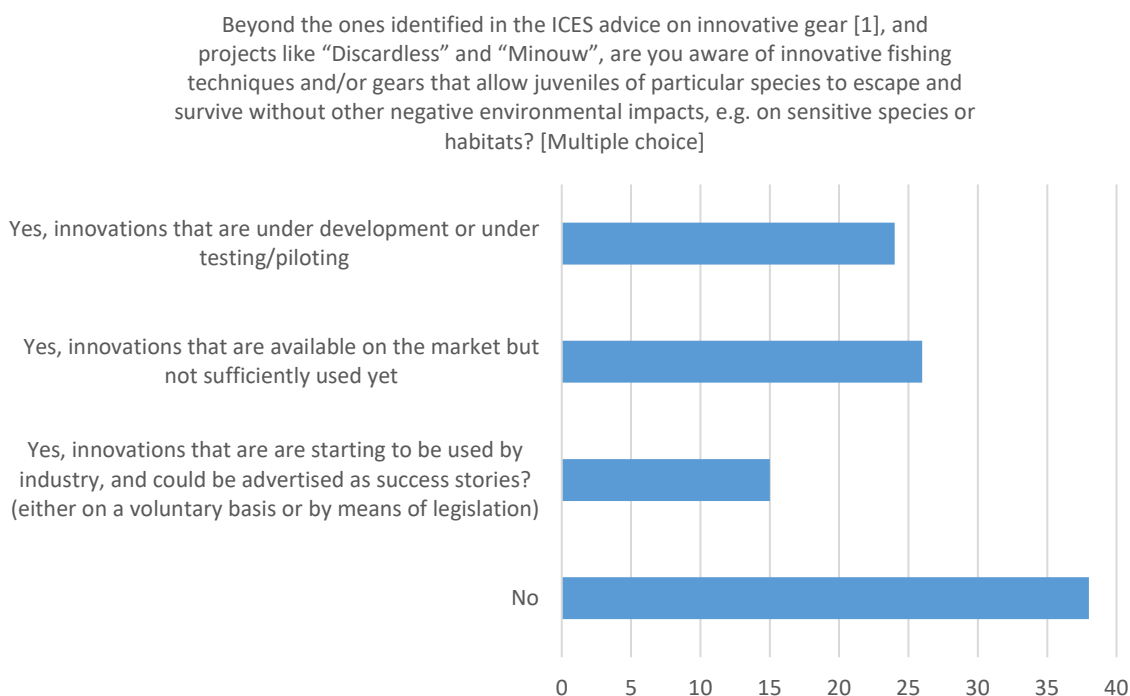 Beyond the ones identified in the ICES advice on innovative gear [1], and
projects like “Discardless” and “Minouw”, are you aware of innovative fishing
techniques and/or gears that allow juveniles of particular species to escape and
survive without other negative environmental impacts, e.g. on sensitive species or
habitats? [Multiple choice]
Yes, innovations that are under development or under
testing/piloting
Yes, innovations that are available on the market but
not sufficiently used yet
Yes, innovations that are are starting to be used by
industry, and could be advertised as success stories?
(either on a voluntary basis or by means of legislation)
No
0 5 10 15 20 25 30 35 40